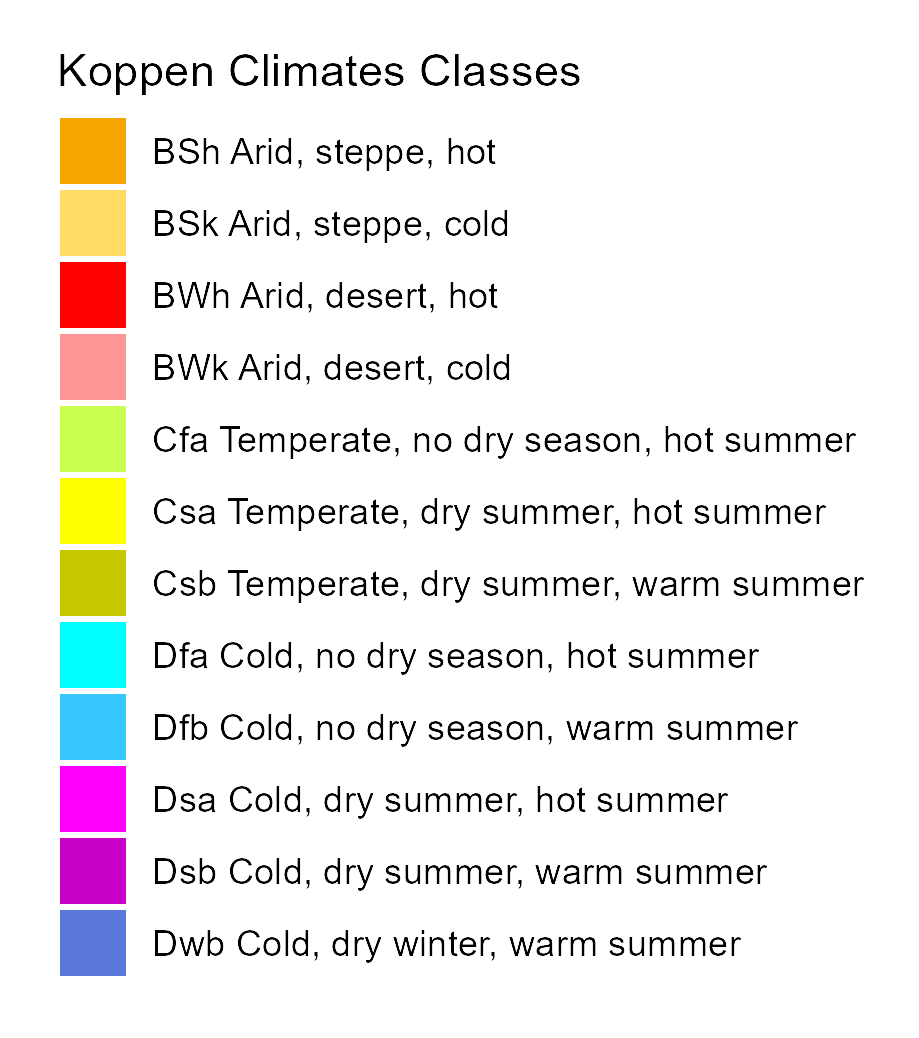 Koppen Climates Classes
BSh Arid, steppe, hot
BSk Arid, steppe, cold
BWh Arid, desert, hot
BWk Arid, desert, cold
Cfa Temperate, no dry season, hot summer
Csa Temperate, dry summer, hot summer
Csb Temperate, dry summer, warm summer
Dfa Cold, no dry season, hot summer
Dfb Cold, no dry season, warm summer
Dsa Cold, dry summer, hot summer
Dsb Cold, dry summer, warm summer
Dwb Cold, dry winter, warm summer